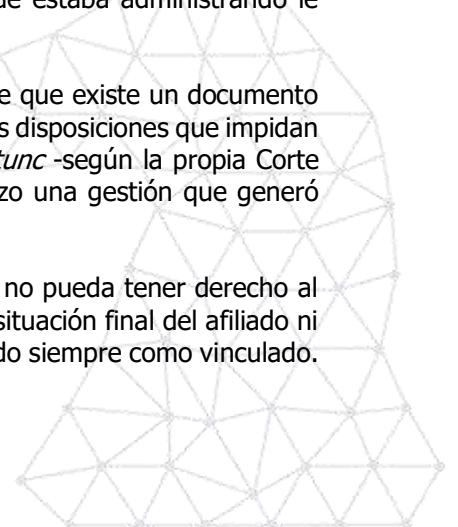 de estaba administrando le
e que existe un documento
s disposiciones que impidan
tunc -según la propia Corte
zo una gestión que generó
no pueda tener derecho al
situación final del afiliado ni
do siempre como vinculado.